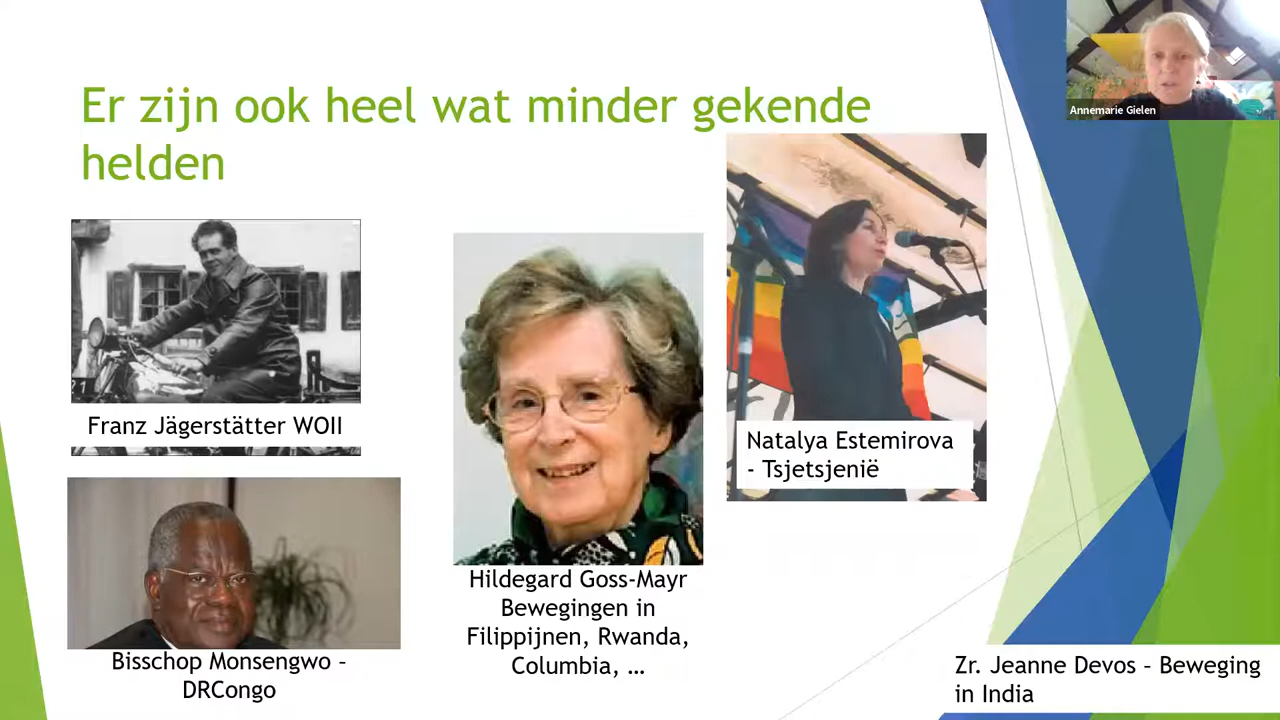 Er zijn ook heel wat minder gekende
helden
Annemarie Gielen
Franz Jägerstätter WOII
Natalya Estemirova
- Tsjetsjenië
Hildegard Goss-Mayr
Bewegingen in
Filippijnen, Rwanda,
Columbia, ...
Bisschop Monsengwo –
DRCongo
Zr. Jeanne Devos – Beweging
in India